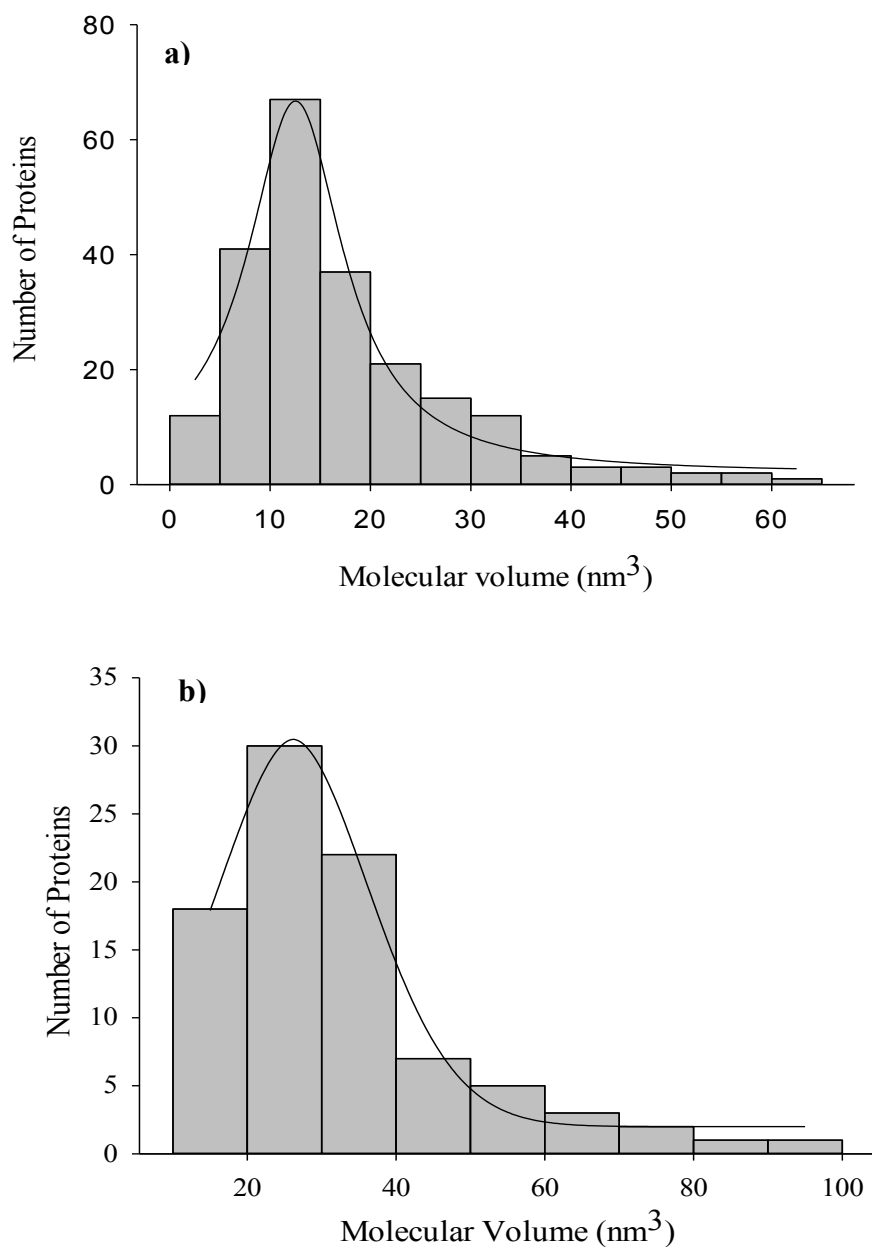 a)
80
60
40
20
0
Number of Proteins
0 10 20 30 40 50 60
Molecular volume (nm³)
b)
35
30
25
20
15
10
5
0
Number of Proteins
20 40 60 80 100
Molecular Volume (nm³)